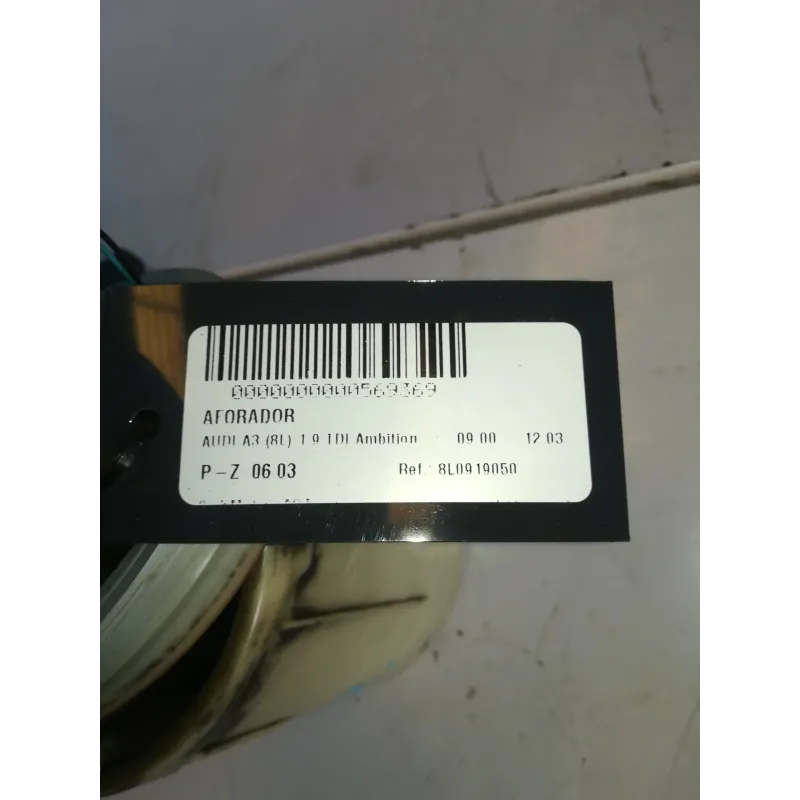 0000000000569369
AFORADOR
AUDI A3 (8L) 1.9 TDI Ambition : 09.00 12.03
P-Z 06 03 Ref.: 8L0919050